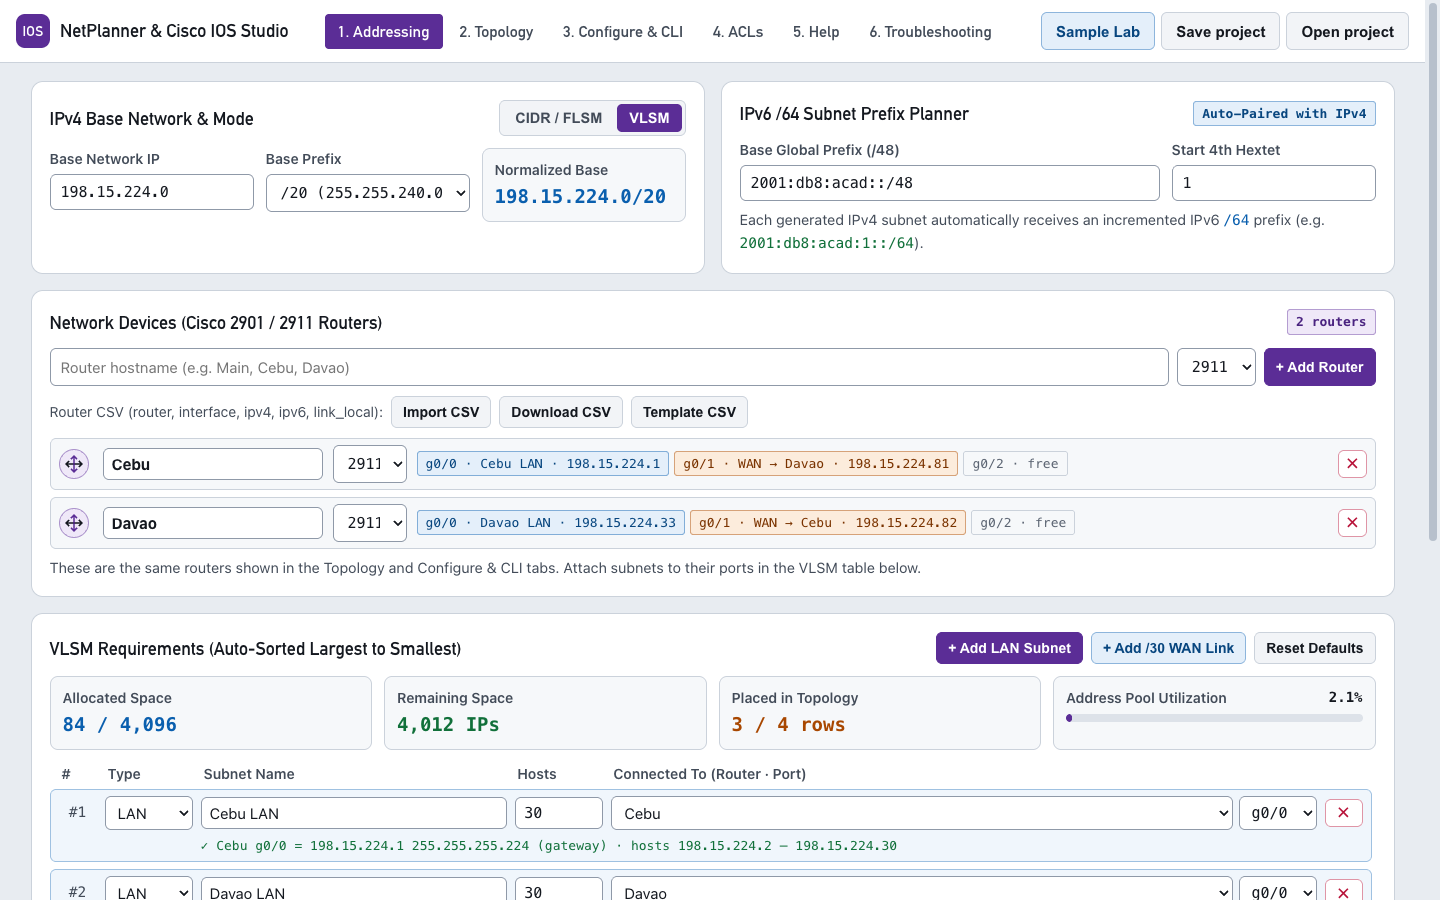 IOS NetPlanner & Cisco IOS Studio 1. Addressing 2. Topology 3. Configure & CLI 4. ACLs 5. Help 6. Troubleshooting Sample Lab Save project Open project
IPv4 Base Network & Mode CIDR / FLSM VLSM
Base Network IP Base Prefix Normalized Base
198.15.224.0 /20 (255.255.240.0 198.15.224.0/20
IPv6 /64 Subnet Prefix Planner Auto-Paired with IPv4
Base Global Prefix (/48) Start 4th Hextet
2001:db8:acad::/48 1
Each generated IPv4 subnet automatically receives an incremented IPv6 /64 prefix (e.g.
2001:db8:acad:1::/64).
Network Devices (Cisco 2901 / 2911 Routers) 2 routers
Router hostname (e.g. Main, Cebu, Davao) 2911 + Add Router
Router CSV (router, interface, ipv4, ipv6, link_local): Import CSV Download CSV Template CSV
Cebu 2911 g0/0 · Cebu LAN · 198.15.224.1 g0/1 · WAN → Davao · 198.15.224.81 g0/2 · free ✕
Davao 2911 g0/0 · Davao LAN · 198.15.224.33 g0/1 · WAN → Cebu · 198.15.224.82 g0/2 · free ✕
These are the same routers shown in the Topology and Configure & CLI tabs. Attach subnets to their ports in the VLSM table below.
VLSM Requirements (Auto-Sorted Largest to Smallest) + Add LAN Subnet + Add /30 WAN Link Reset Defaults
Allocated Space Remaining Space Placed in Topology Address Pool Utilization 2.1%
84 / 4,096 4,012 IPs 3 / 4 rows
# Type Subnet Name Hosts Connected To (Router · Port)
#1 LAN Cebu LAN 30 Cebu g0/0 ✕
✓ Cebu g0/0 = 198.15.224.1 255.255.255.224 (gateway) · hosts 198.15.224.2 – 198.15.224.30
#2 LAN Davao LAN 30 Davao g0/0 ✕